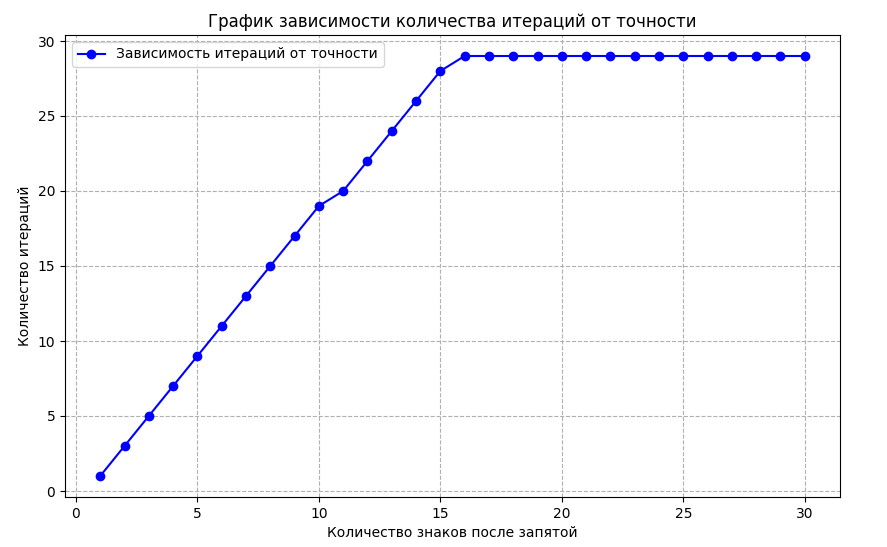 График зависимости количества итераций от точности
Зависимость итераций от точности
Количество итераций
30
25
20
15
10
5
0
0 5 10 15 20 25 30
Количество знаков после запятой